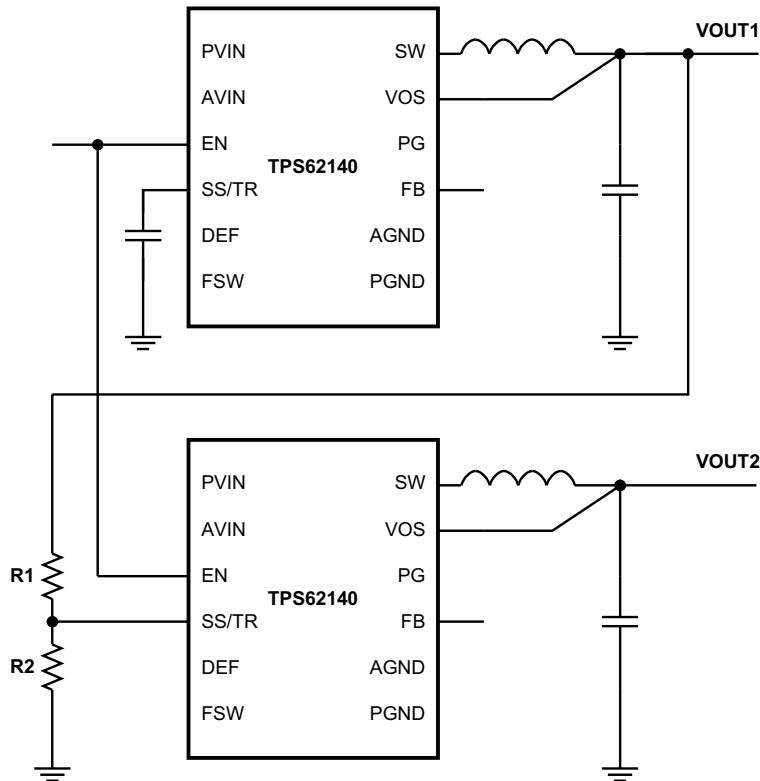 VOUT1
PVIN SW
AVIN VOS
EN PG
TPS62140
SS/TR FB
DEF AGND
FSW PGND
VOUT2
PVIN SW
AVIN VOS
R1 EN PG
TPS62140
SS/TR FB
R2 DEF AGND
FSW PGND